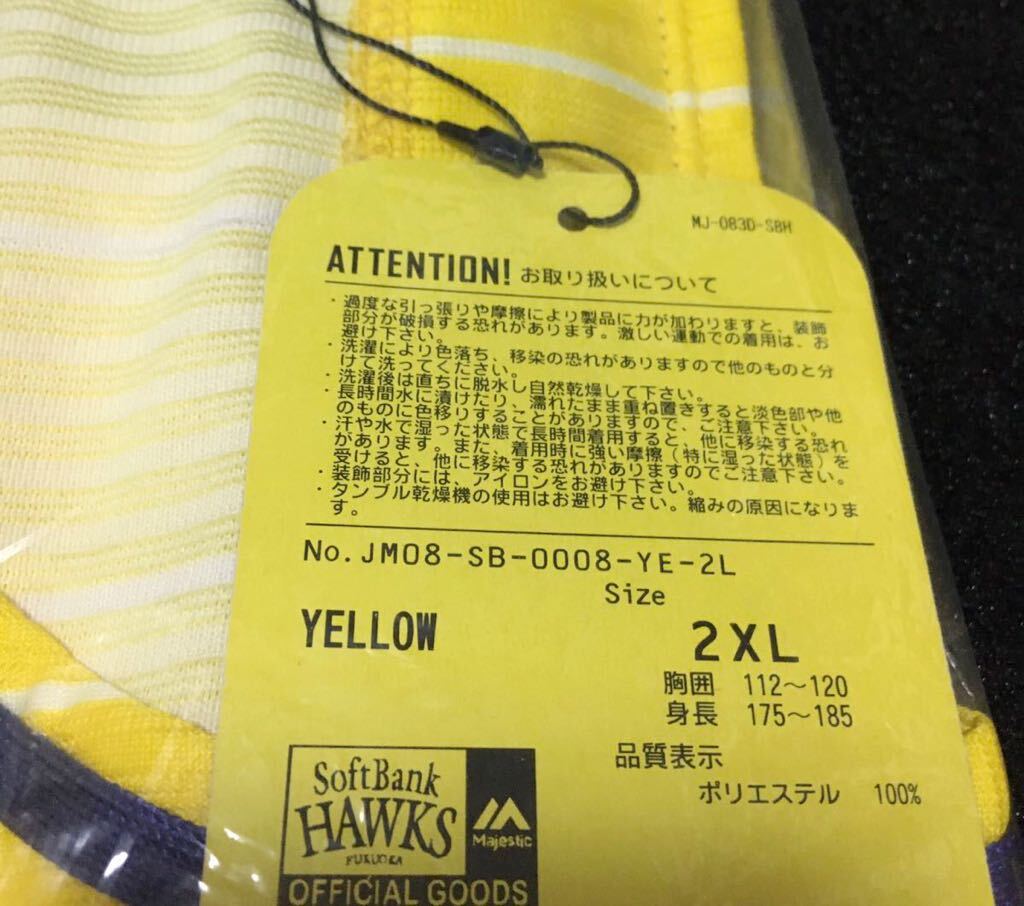 MJ-083D-SBH
ATTENTION! お取り扱いについて
・過度な引っ張りや摩擦により製品に力が加わりますと、装飾
部分が破損する恐れがあります。激しい運動での着用は、お
避け下さい。
・洗濯により色落ち、移染の恐れがありますので他のものと分
けて洗ってください。
・洗濯後は直ちに脱水し自然乾燥して下さい。
・長時間水に漬けたり、濡れたまま重ね置きすると淡色部や他
のものに色移りすることがありますので、ご注意下さい。
・汗や水で湿った状態で長時間着用すると、他に移染する恐れ
があります。また、着用時に強い摩擦(特に湿った状態)を
受けると、他に移染する恐れがありますのでご注意下さい。
・装飾部分には、アイロンをお避け下さい。
・タンブル乾燥機の使用はお避け下さい。縮みの原因になりま
す。
No.JM08-SB-0008-YE-2L
Size
YELLOW 2XL
胸囲 112〜120
身長 175〜185
品質表示
ポリエステル 100%
SoftBank
HAWKS
FUKUOKA
Majestic
OFFICIAL GOODS